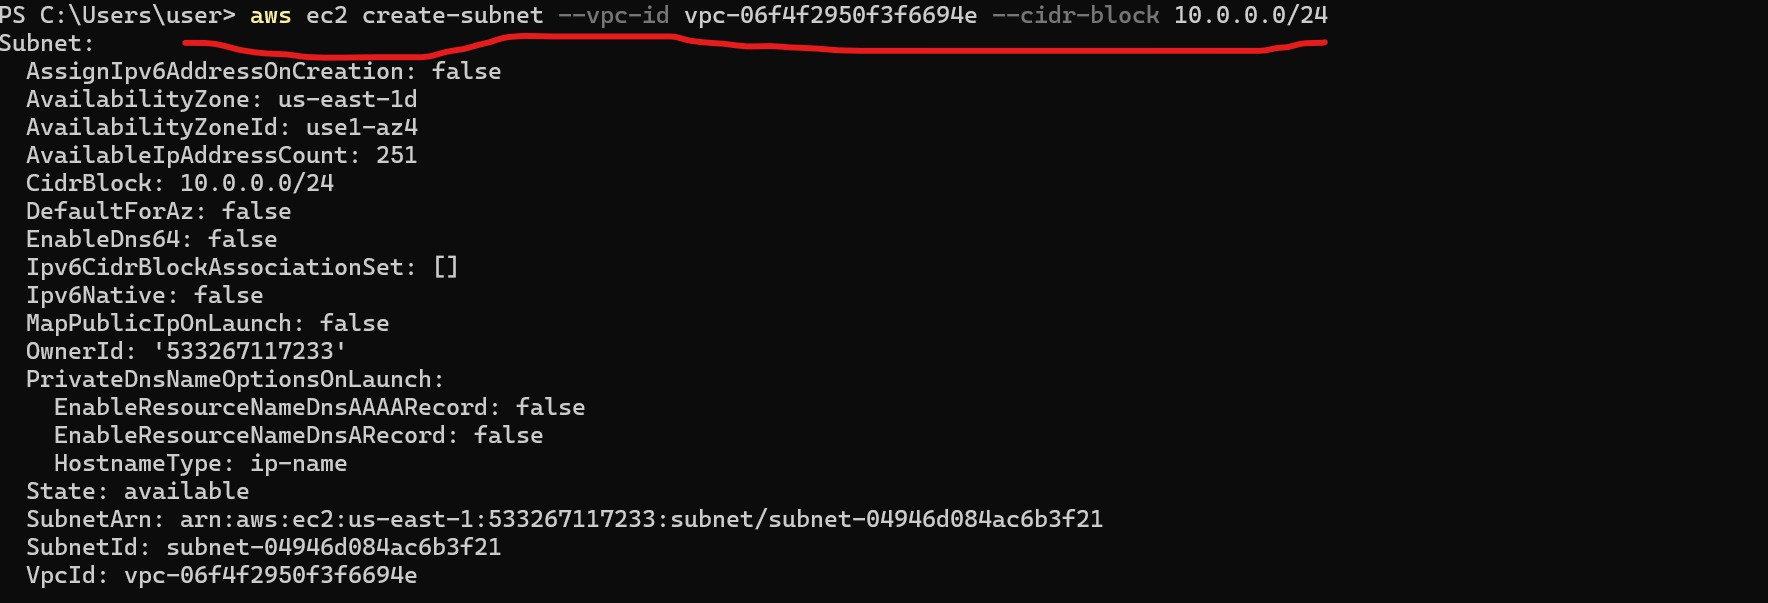 PS C:\Users\user> aws ec2 create-subnet --vpc-id vpc-06f4f2950f3f6694e --cidr-block 10.0.0.0/24
Subnet:
  AssignIpv6AddressOnCreation: false
  AvailabilityZone: us-east-1d
  AvailabilityZoneId: use1-az4
  AvailableIpAddressCount: 251
  CidrBlock: 10.0.0.0/24
  DefaultForAz: false
  EnableDns64: false
  Ipv6CidrBlockAssociationSet: []
  Ipv6Native: false
  MapPublicIpOnLaunch: false
  OwnerId: '533267117233'
  PrivateDnsNameOptionsOnLaunch:
    EnableResourceNameDnsAAAARecord: false
    EnableResourceNameDnsARecord: false
    HostnameType: ip-name
  State: available
  SubnetArn: arn:aws:ec2:us-east-1:533267117233:subnet/subnet-04946d084ac6b3f21
  SubnetId: subnet-04946d084ac6b3f21
  VpcId: vpc-06f4f2950f3f6694e